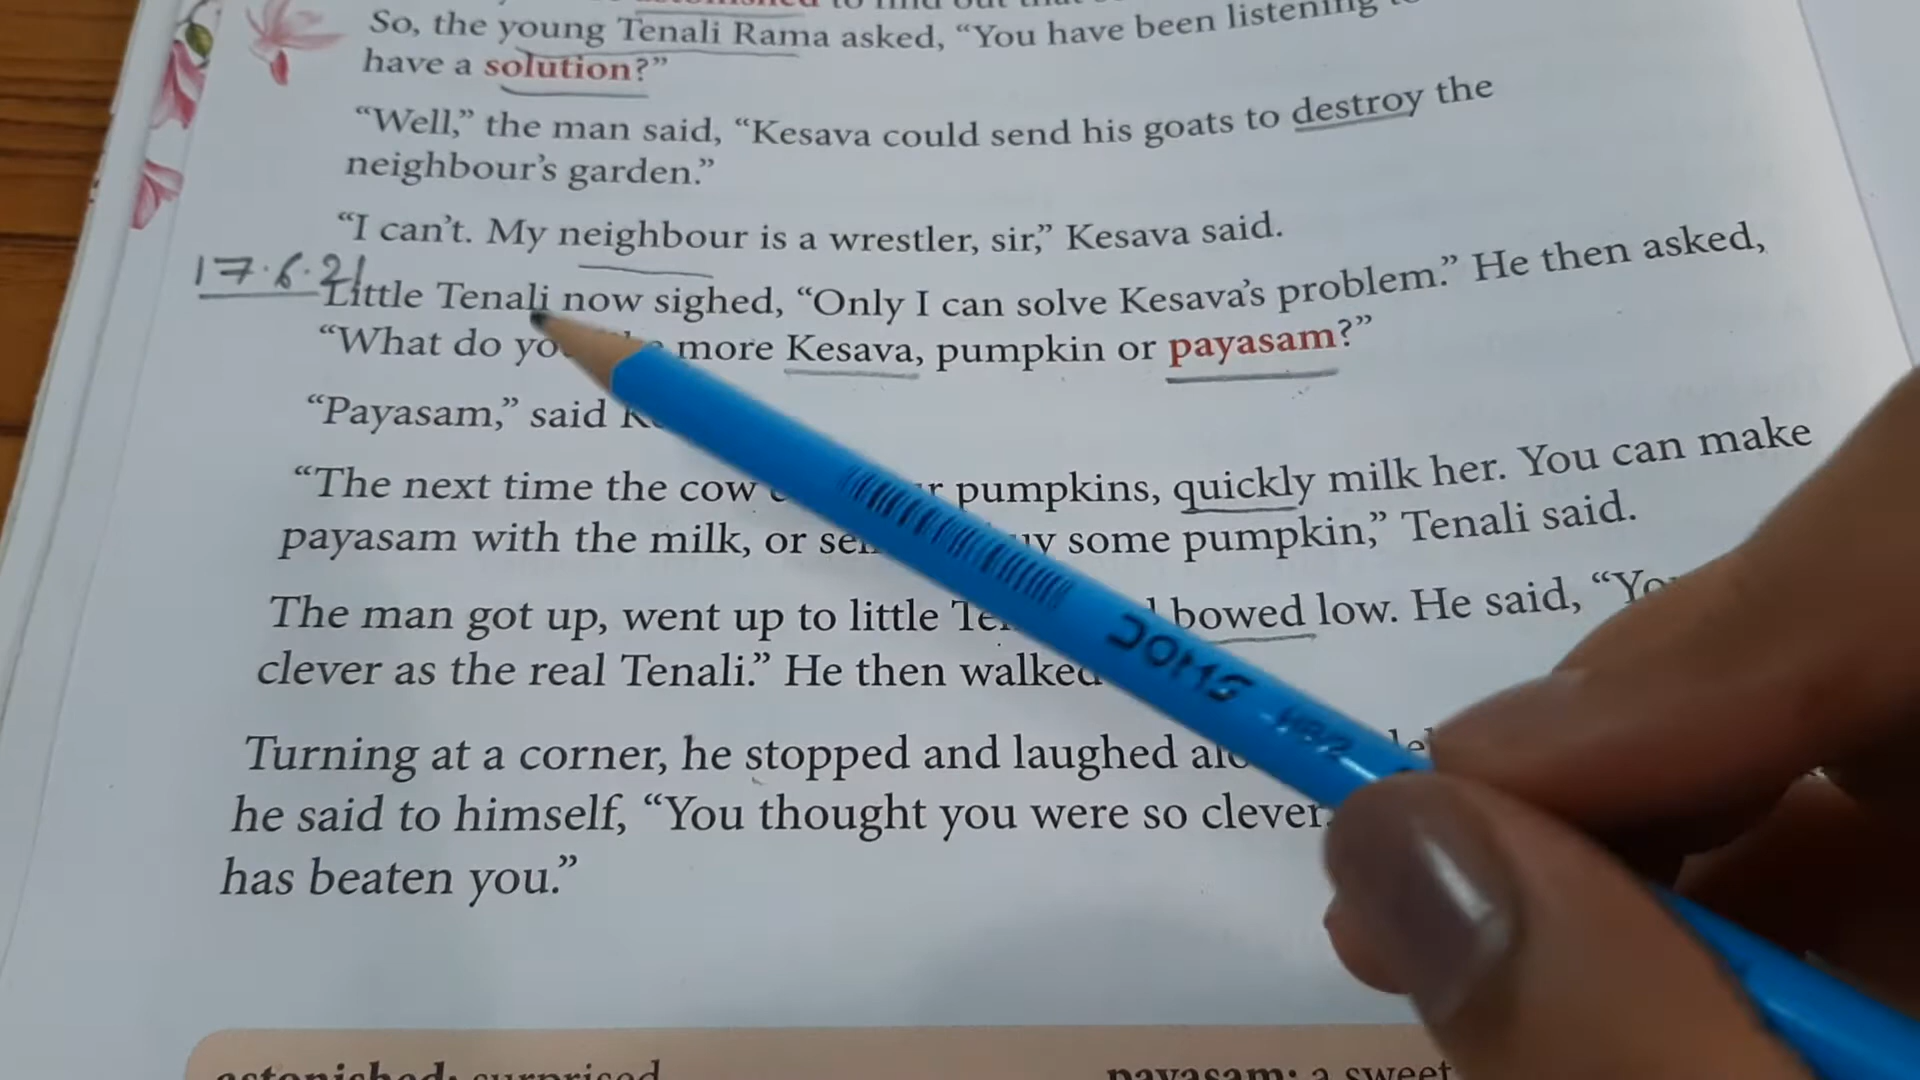 So, the young Tenali Rama asked, “You have been listening
have a solution?”
“Well,” the man said, “Kesava could send his goats to destroy the
neighbour’s garden.”
“I can’t. My neighbour is a wrestler, sir,” Kesava said.
17.6.21
Little Tenali now sighed, “Only I can solve Kesava’s problem.” He then asked,
“What do more Kesava, pumpkin or payasam?”
“Payasam,” said
“The next time the cow pumpkins, quickly milk her. You can make
payasam with the milk, or some pumpkin,” Tenali said.
The man got up, went up to little bowed low. He said,
clever as the real Tenali.” He then walked
Turning at a corner, he stopped and laughed
he said to himself, “You thought you were so clever.
has beaten you.”
DOMS HB/2
astonished: surprised payasam: a sweet